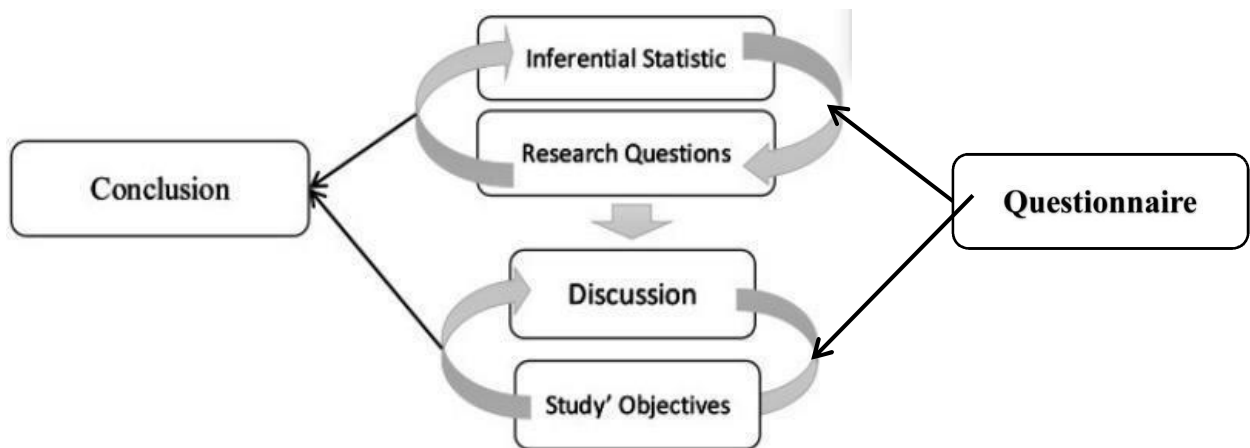 Inferential Statistic
Research Questions
Conclusion
Questionnaire
Discussion
Study' Objectives